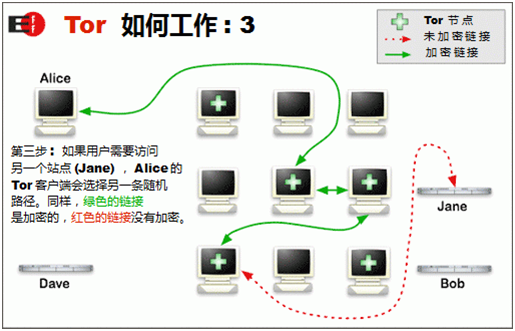 EFF Tor 如何工作：3
Tor 节点
未加密链接
加密链接
Alice
第三步：如果用户需要访问
另一个站点 (Jane) ，Alice 的
Tor 客户端会选择另一条随机
路径。同样，绿色的链接
是加密的，红色的链接没有加密。
Jane
Dave
Bob